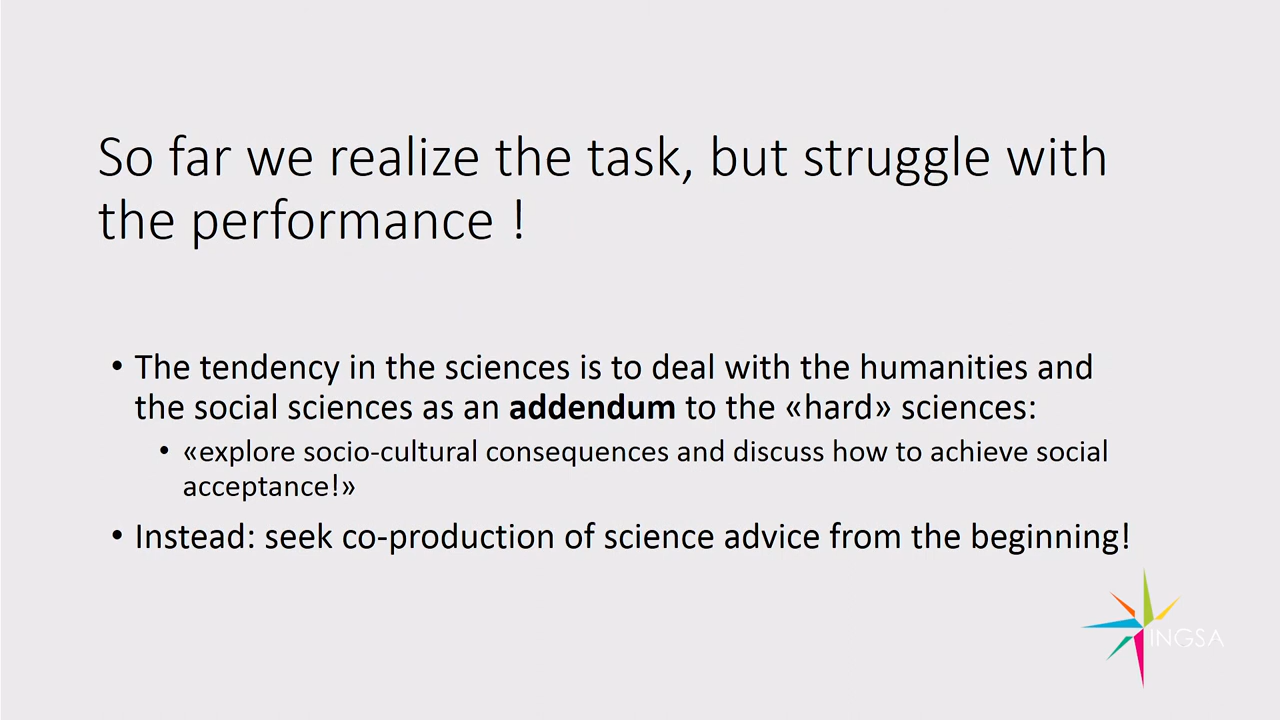 So far we realize the task, but struggle with
the performance !
• The tendency in the sciences is to deal with the humanities and
the social sciences as an addendum to the «hard» sciences:
• «explore socio-cultural consequences and discuss how to achieve social
acceptance!»
• Instead: seek co-production of science advice from the beginning!
INGSA